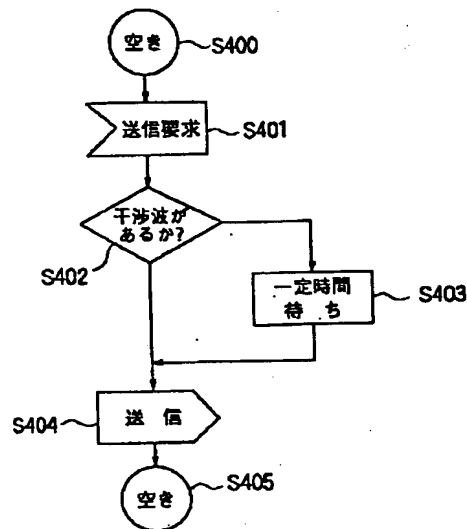 空き
S400
送信要求
S401
干渉波が
あるか?
S402
一定時間
待ち
S403
送信
S404
空き
S405